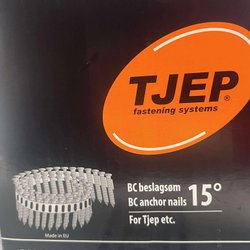 TJEP®
fastening systems
BC beslagsøm
BC anchor nails
15°
For Tjep etc.
Made in EU